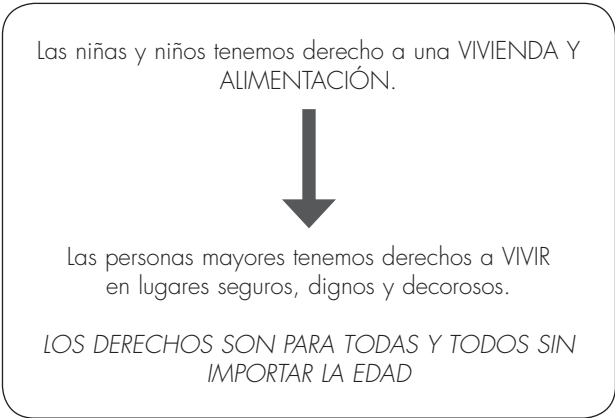 Las niñas y niños tenemos derecho a una VIVIENDA Y
ALIMENTACIÓN.
Las personas mayores tenemos derechos a VIVIR
en lugares seguros, dignos y decorosos.
LOS DERECHOS SON PARA TODAS Y TODOS SIN
IMPORTAR LA EDAD